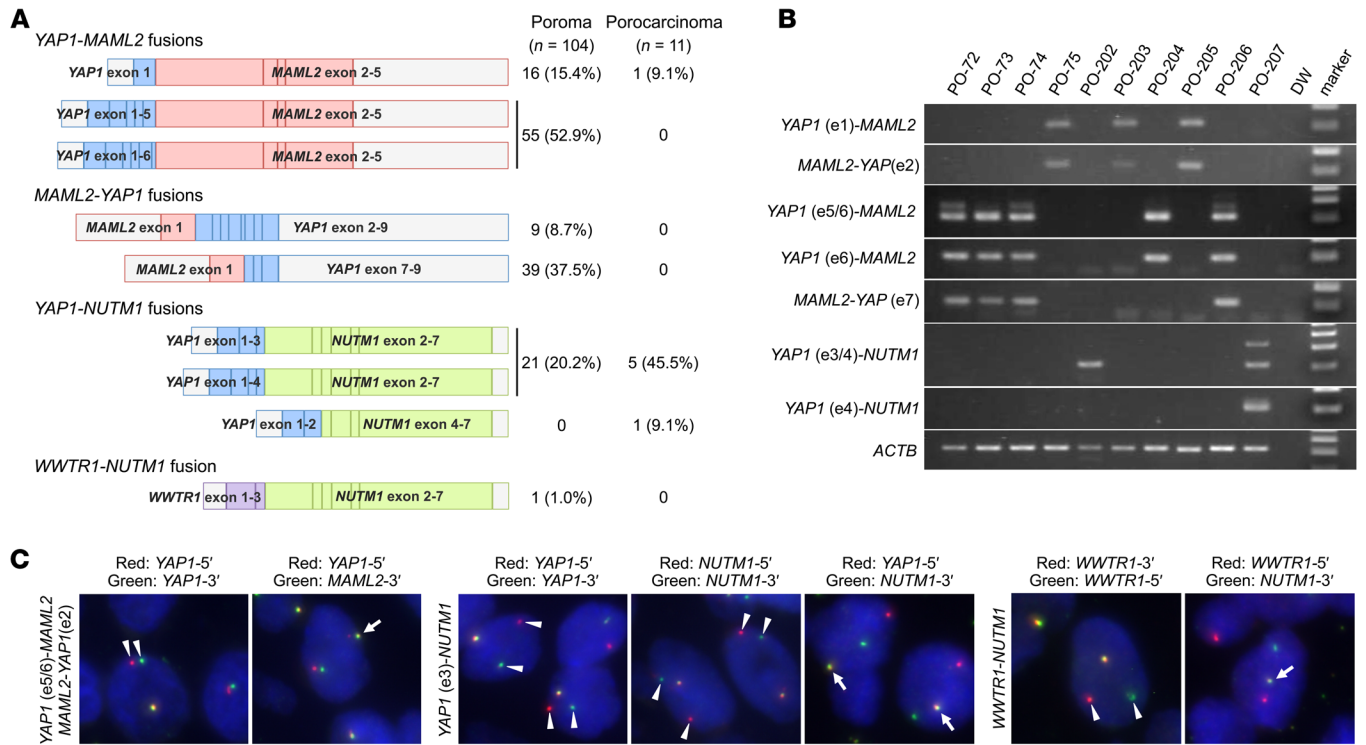 A
Poroma Porocarcinoma
(n = 104) (n = 11)
YAP1-MAML2 fusions
YAP1 exon 1 MAML2 exon 2-5 16 (15.4%) 1 (9.1%)
YAP1 exon 1-5 MAML2 exon 2-5
55 (52.9%) 0
YAP1 exon 1-6 MAML2 exon 2-5
MAML2-YAP1 fusions
MAML2 exon 1 YAP1 exon 2-9 9 (8.7%) 0
MAML2 exon 1 YAP1 exon 7-9 39 (37.5%) 0
YAP1-NUTM1 fusions
YAP1 exon 1-3 NUTM1 exon 2-7
21 (20.2%) 5 (45.5%)
YAP1 exon 1-4 NUTM1 exon 2-7
YAP1 exon 1-2 NUTM1 exon 4-7 0 1 (9.1%)
WWTR1-NUTM1 fusion
WWTR1 exon 1-3 NUTM1 exon 2-7 1 (1.0%) 0
B
PO-72 PO-73 PO-74 PO-75 PO-202 PO-203 PO-204 PO-205 PO-206 PO-207 DW marker
YAP1 (e1)-MAML2
MAML2-YAP(e2)
YAP1 (e5/6)-MAML2
YAP1 (e6)-MAML2
MAML2-YAP (e7)
YAP1 (e3/4)-NUTM1
YAP1 (e4)-NUTM1
ACTB
C
YAP1 (e5/6)-MAML2
MAML2-YAP1(e2)
Red: YAP1-5′
Green: YAP1-3′
Red: YAP1-5′
Green: MAML2-3′
YAP1 (e3)-NUTM1
Red: YAP1-5′
Green: YAP1-3′
Red: NUTM1-5′
Green: NUTM1-3′
Red: YAP1-5′
Green: NUTM1-3′
WWTR1-NUTM1
Red: WWTR1-3′
Green: WWTR1-5′
Red: WWTR1-5′
Green: NUTM1-3′